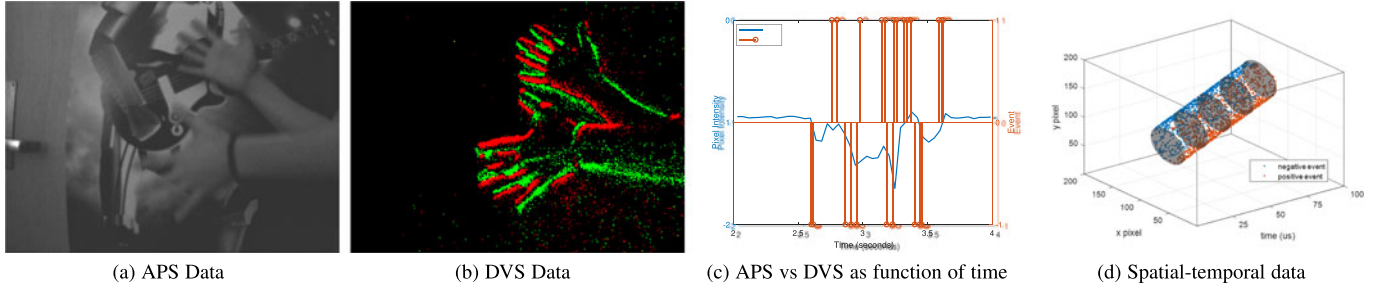 0
-1
-2
Pixel Intensity
1
0
-1
Event
2
2.5
3
3.5
4
Time (seconds)
200
150
100
50
200
150
100
50
25
50
75
100
y pixel
x pixel
time (us)
negative event
positive event
(a) APS Data
(b) DVS Data
(c) APS vs DVS as function of time
(d) Spatial-temporal data